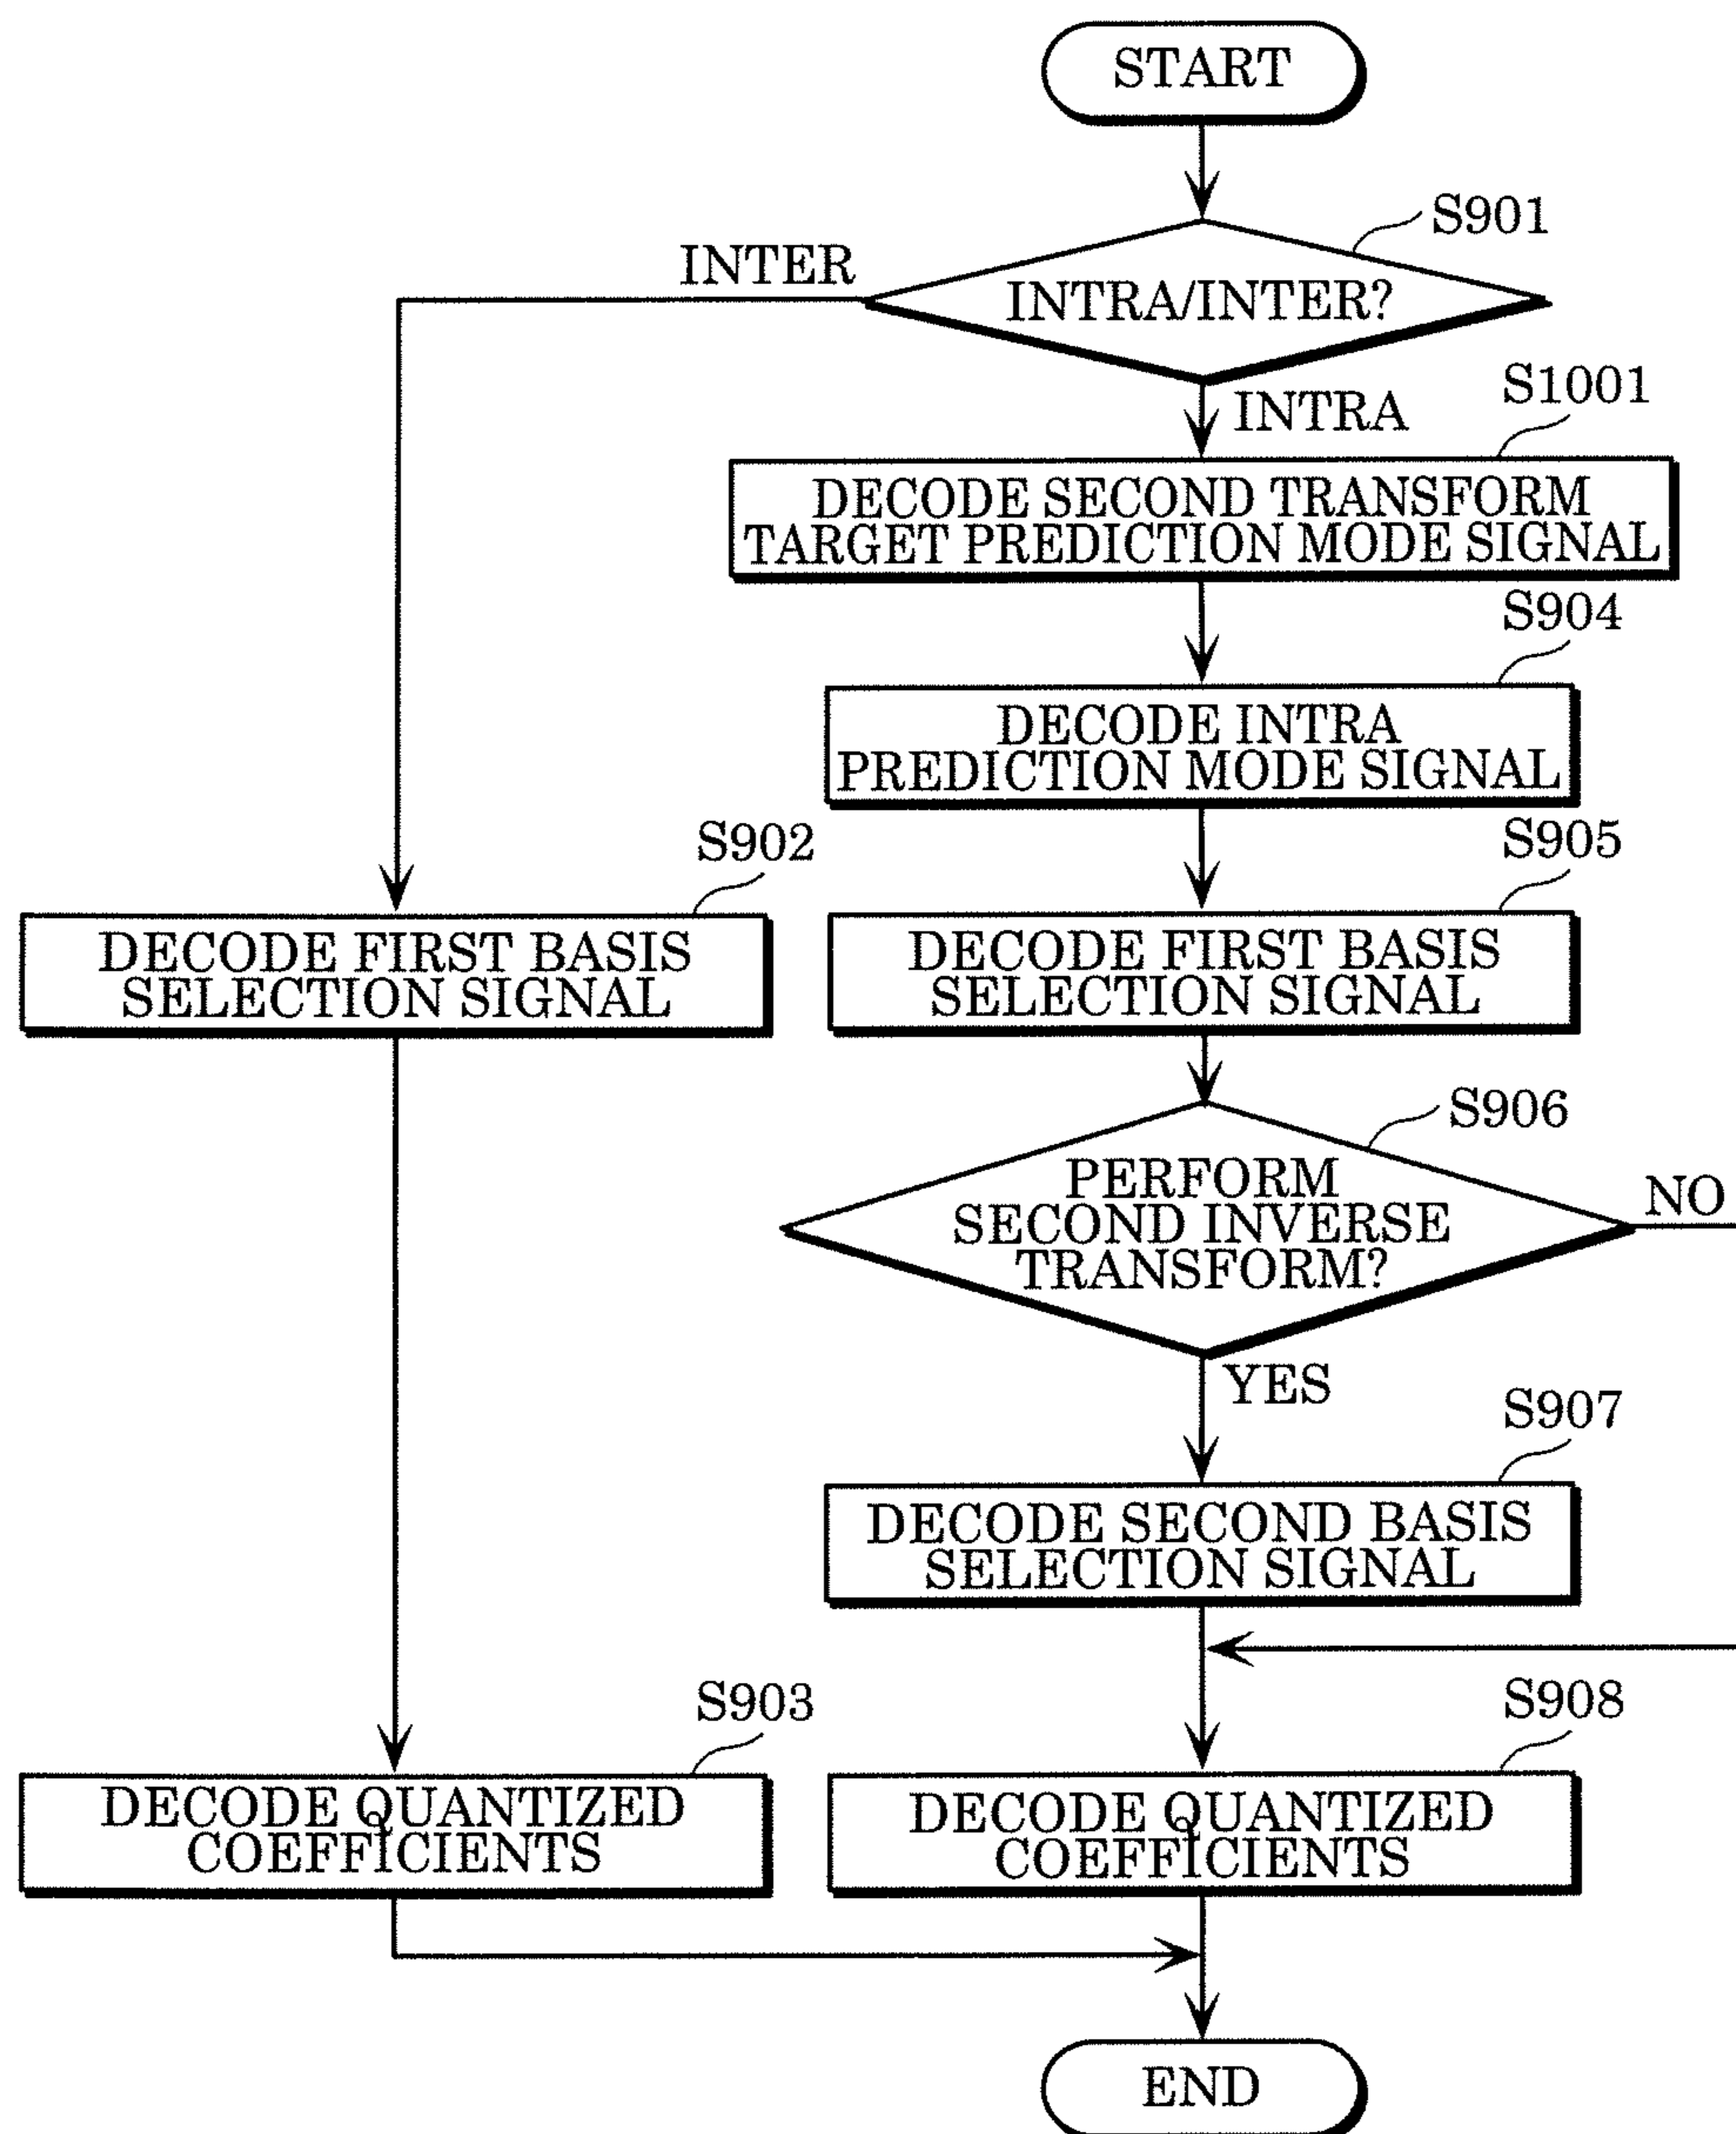 START
S901
INTER
INTRA/INTER?
S1001
INTRA
DECODE SECOND TRANSFORM
TARGET PREDICTION MODE SIGNAL
S904
DECODE INTRA
PREDICTION MODE SIGNAL
S902
S905
DECODE FIRST BASIS
SELECTION SIGNAL
DECODE FIRST BASIS
SELECTION SIGNAL
S906
PERFORM
SECOND INVERSE
TRANSFORM?
NO
YES
S907
DECODE SECOND BASIS
SELECTION SIGNAL
S903
S908
DECODE QUANTIZED
COEFFICIENTS
DECODE QUANTIZED
COEFFICIENTS
END